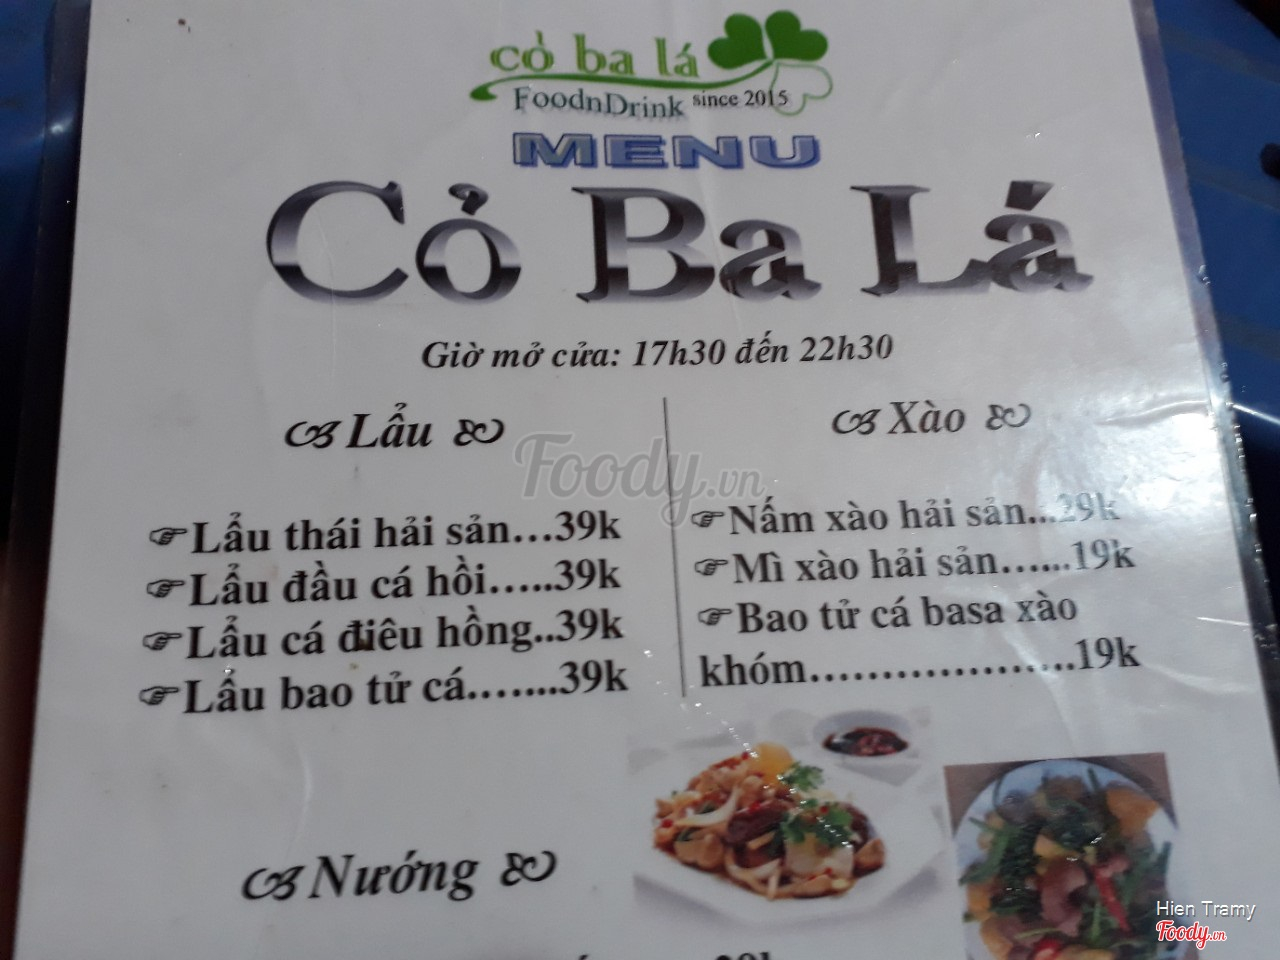 cỏ ba lá
FoodnDrink since 2015
MENU
Cỏ Ba Lá
Giờ mở cửa: 17h30 đến 22h30
Lẩu
Lẩu thái hải sản...39k
Lẩu đầu cá hồi......39k
Lẩu cá điêu hồng..39k
Lẩu bao tử cá.......39k
Xào
Nấm xào hải sản...29k
Mì xào hải sản......19k
Bao tử cá basa xào
khóm....................19k
Nướng
Foody.vn
Hien Tramy
Foody.vn